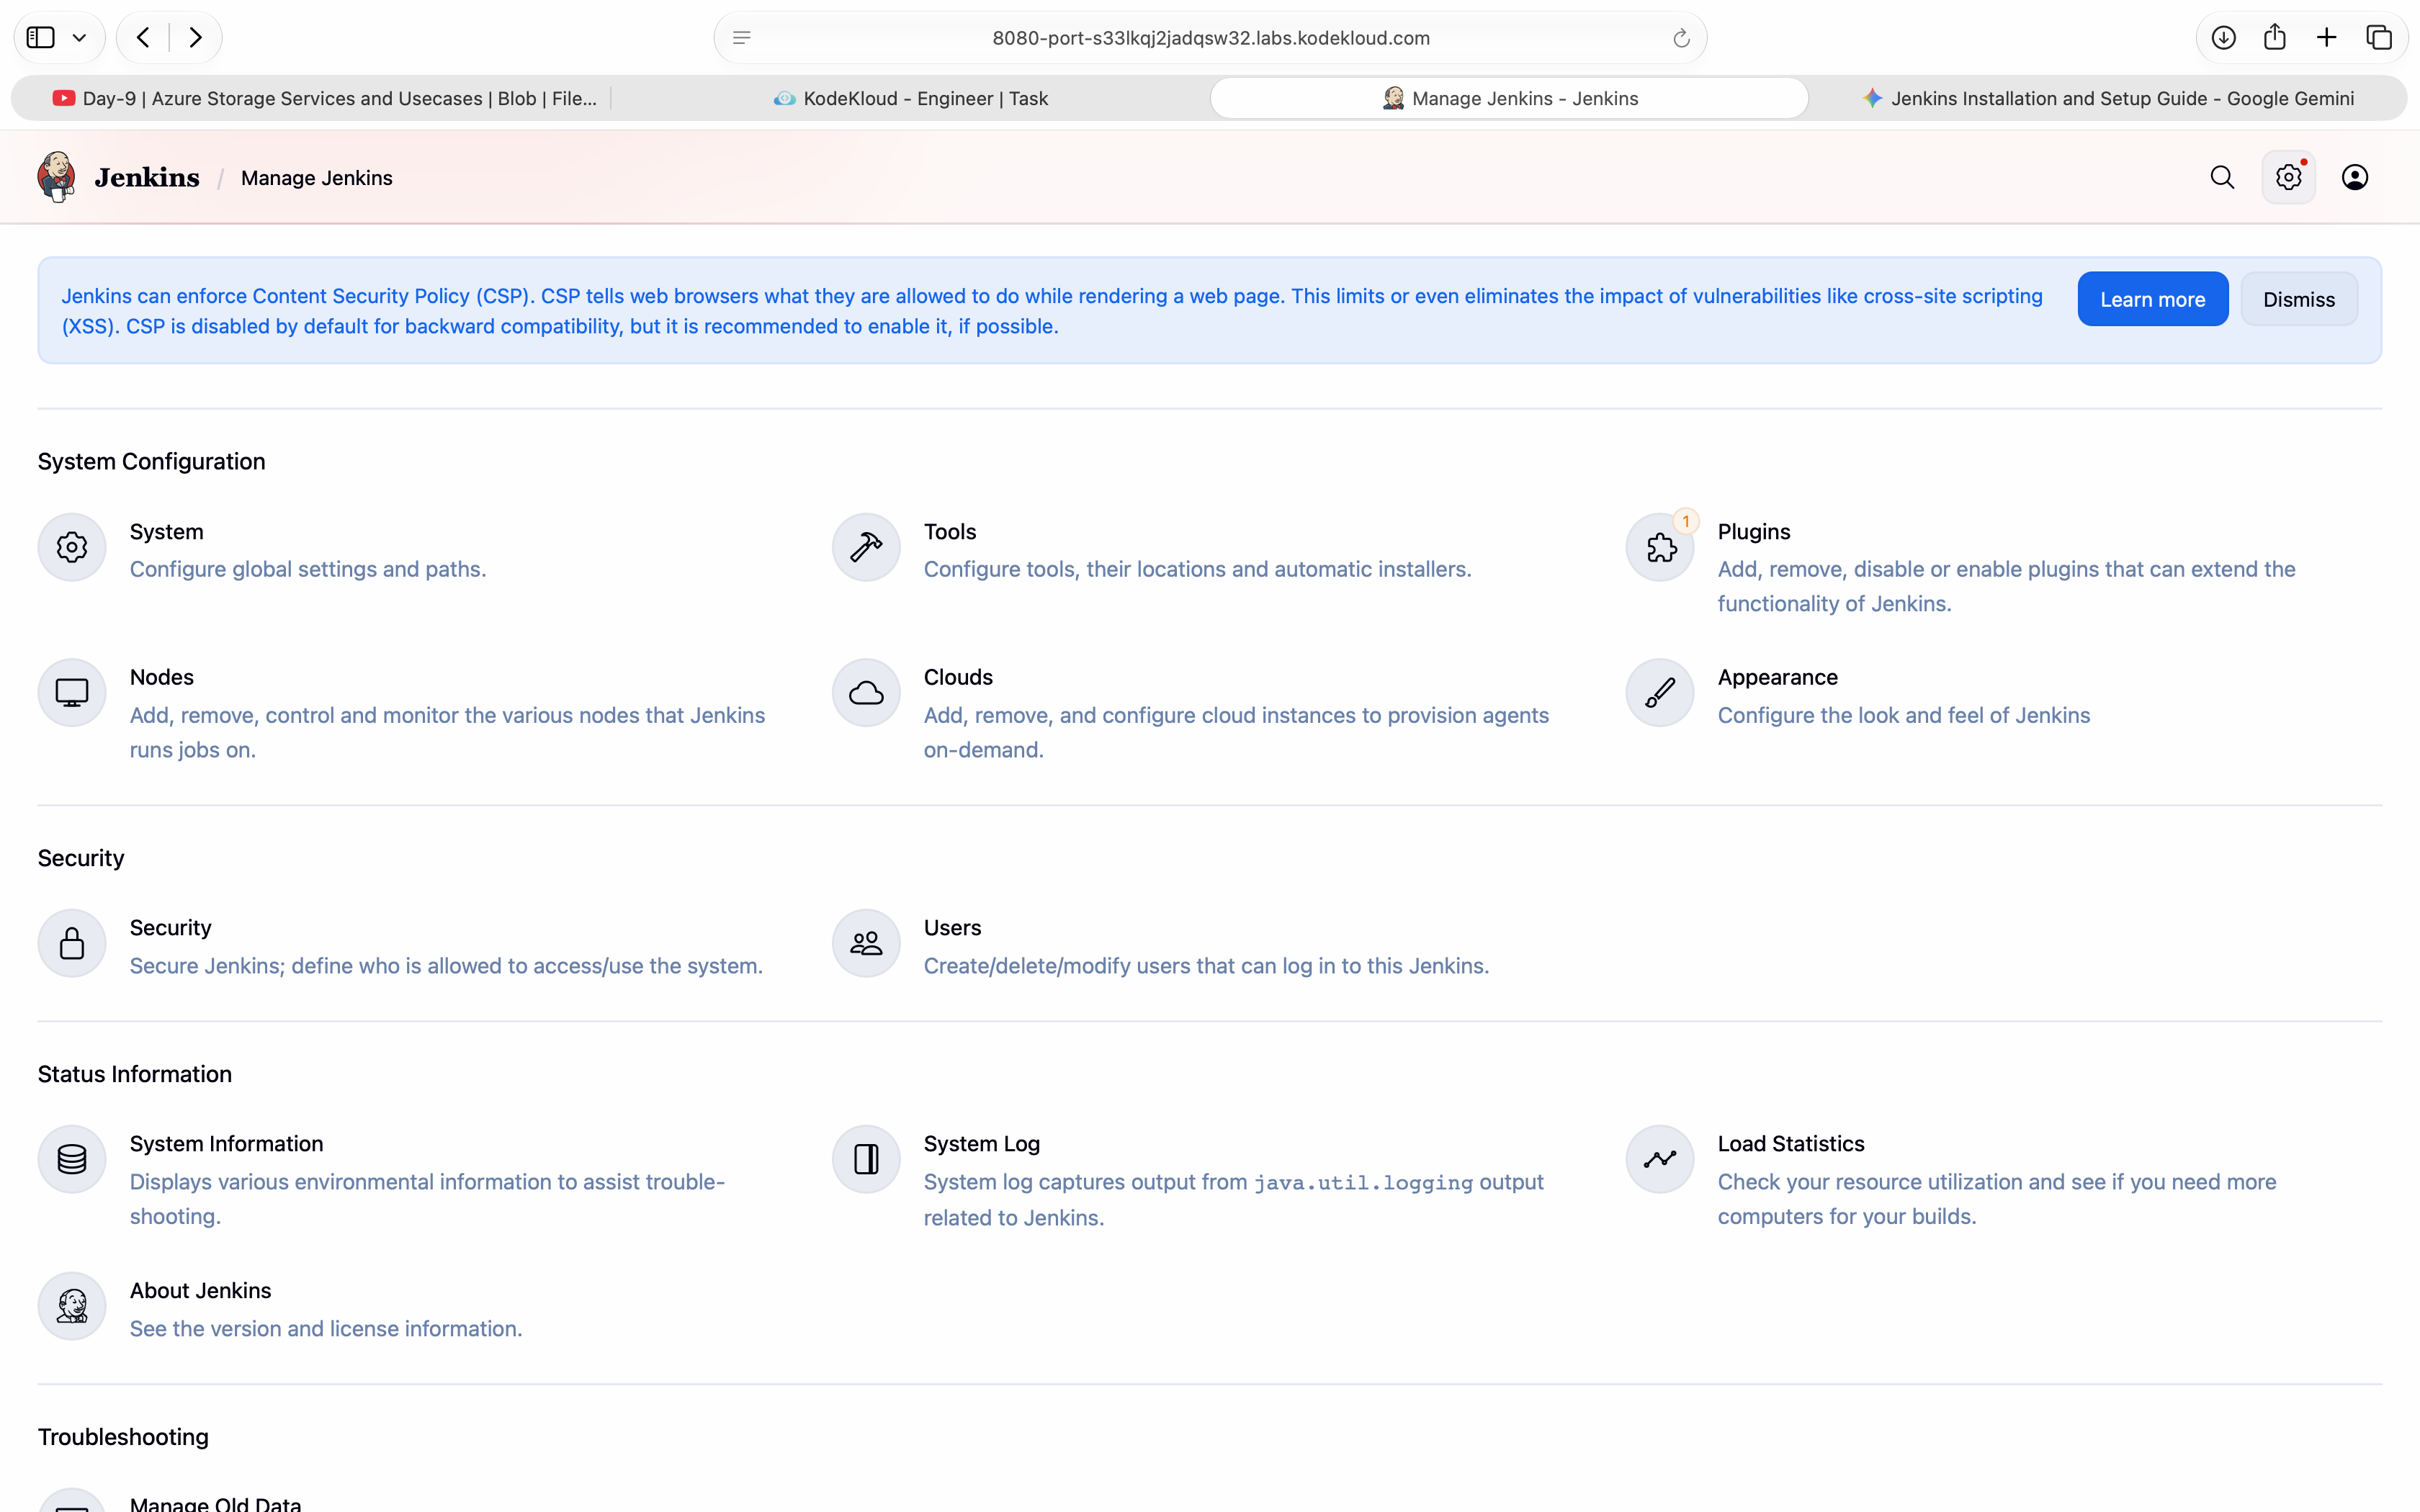 8080-port-s33lkqj2jadqsw32.labs.kodekloud.com
Day-9 | Azure Storage Services and Usecases | Blob | File...
KodeKloud - Engineer | Task
Manage Jenkins - Jenkins
Jenkins Installation and Setup Guide - Google Gemini
Jenkins / Manage Jenkins
Jenkins can enforce Content Security Policy (CSP). CSP tells web browsers what they are allowed to do while rendering a web page. This limits or even eliminates the impact of vulnerabilities like cross-site scripting
(XSS). CSP is disabled by default for backward compatibility, but it is recommended to enable it, if possible.
Learn more
Dismiss
System Configuration
System
Configure global settings and paths.
Tools
Configure tools, their locations and automatic installers.
1
Plugins
Add, remove, disable or enable plugins that can extend the
functionality of Jenkins.
Nodes
Add, remove, control and monitor the various nodes that Jenkins
runs jobs on.
Clouds
Add, remove, and configure cloud instances to provision agents
on-demand.
Appearance
Configure the look and feel of Jenkins
Security
Security
Secure Jenkins; define who is allowed to access/use the system.
Users
Create/delete/modify users that can log in to this Jenkins.
Status Information
System Information
Displays various environmental information to assist trouble-
shooting.
System Log
System log captures output from java.util.logging output
related to Jenkins.
Load Statistics
Check your resource utilization and see if you need more
computers for your builds.
About Jenkins
See the version and license information.
Troubleshooting
Manage Old Data